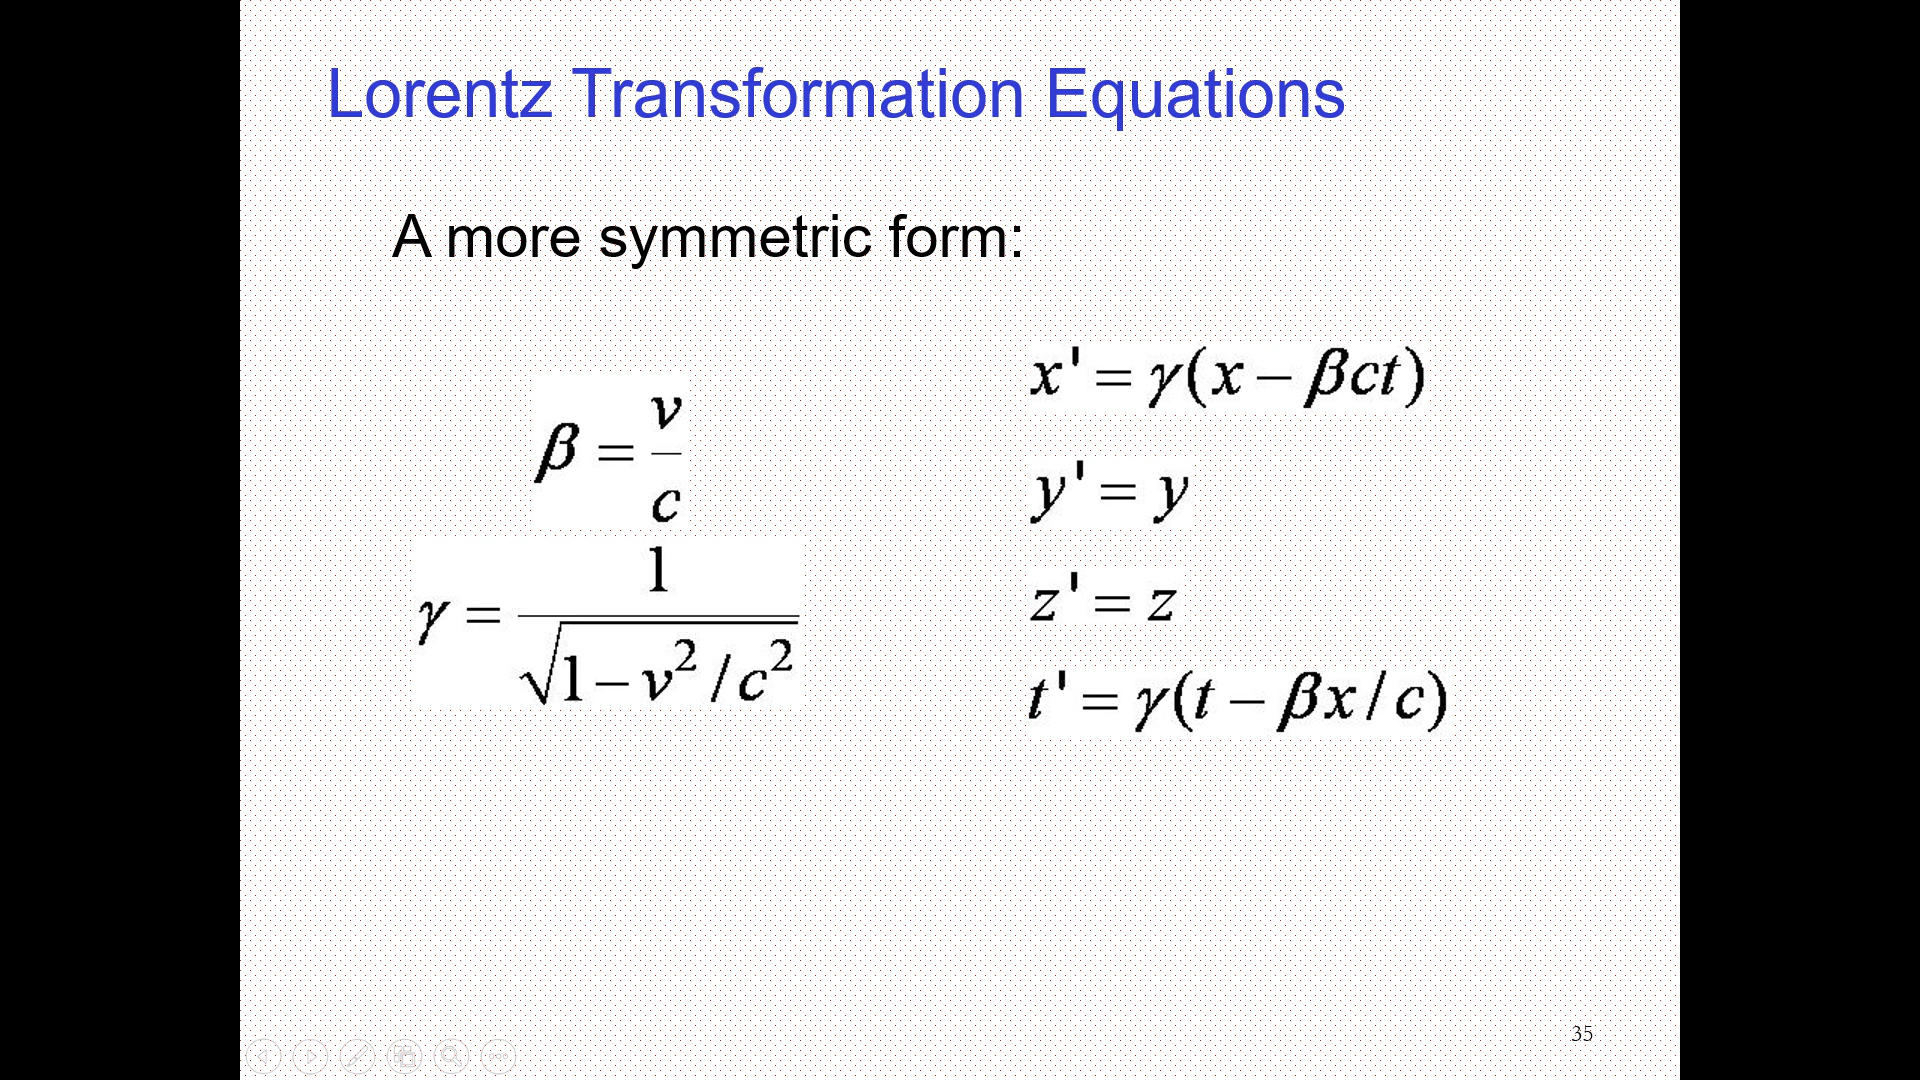 Lorentz Transformation Equations
A more symmetric form:
β = v/c
γ = 1/√(1 − v²/c²)
x' = γ(x − βct)
y' = y
z' = z
t' = γ(t − βx/c)
35